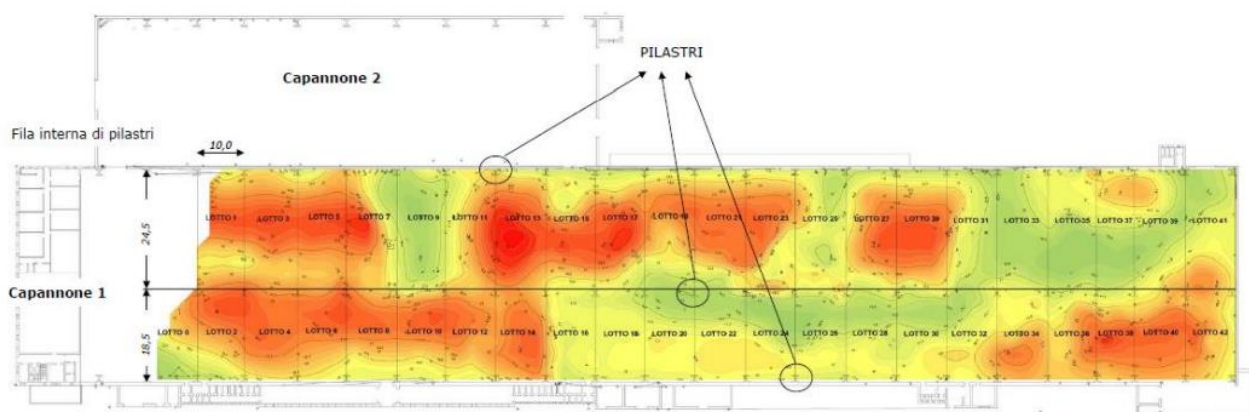 PILASTRI
Capannone 2
Fila interna di pilastri
10,0
24,5
LOTTO 1
LOTTO 3
LOTTO 5
LOTTO 7
LOTTO 9
LOTTO 11
LOTTO 13
LOTTO 15
LOTTO 17
LOTTO 19
LOTTO 21
LOTTO 23
LOTTO 25
LOTTO 27
LOTTO 29
LOTTO 31
LOTTO 33
LOTTO 35
LOTTO 37
LOTTO 39
LOTTO 41
Capannone 1
18,5
LOTTO 0
LOTTO 2
LOTTO 4
LOTTO 6
LOTTO 8
LOTTO 10
LOTTO 12
LOTTO 14
LOTTO 16
LOTTO 18
LOTTO 20
LOTTO 22
LOTTO 24
LOTTO 26
LOTTO 28
LOTTO 30
LOTTO 32
LOTTO 34
LOTTO 36
LOTTO 38
LOTTO 40
LOTTO 42